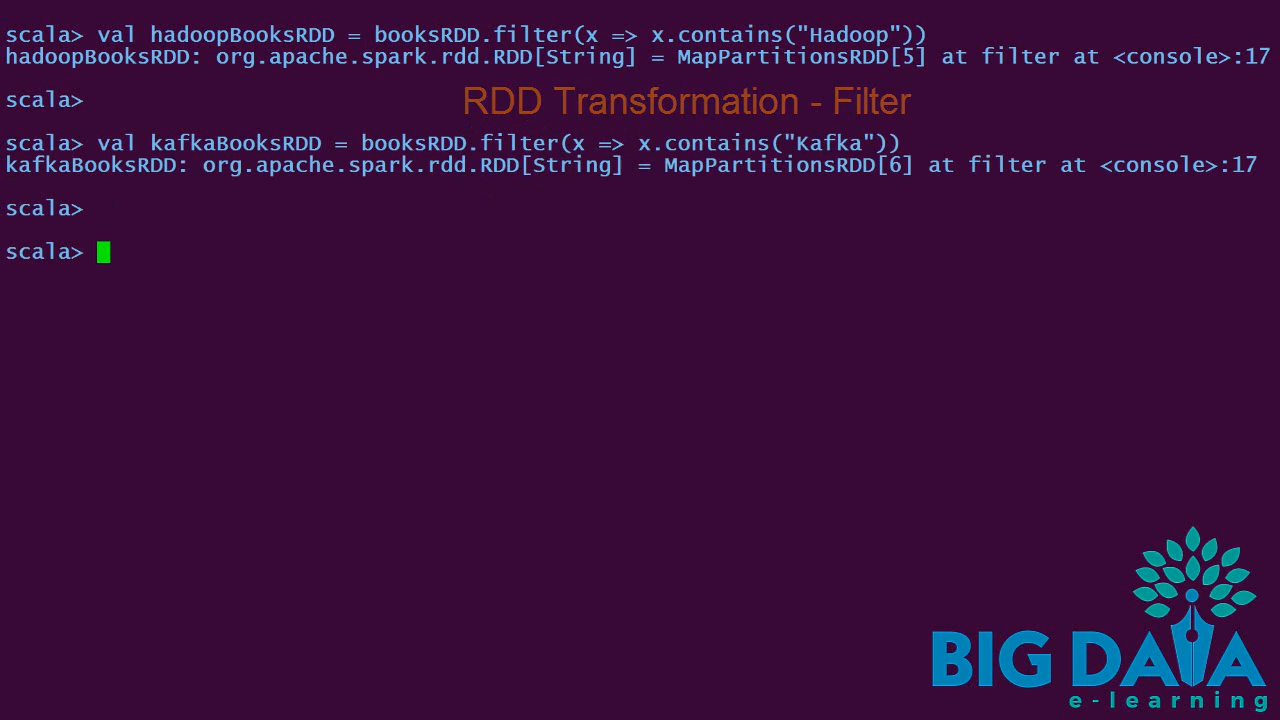 scala> val hadoopBooksRDD = booksRDD.filter(x => x.contains("Hadoop"))
hadoopBooksRDD: org.apache.spark.rdd.RDD[String] = MapPartitionsRDD[5] at filter at <console>:17
scala>
RDD Transformation - Filter
scala> val kafkaBooksRDD = booksRDD.filter(x => x.contains("Kafka"))
kafkaBooksRDD: org.apache.spark.rdd.RDD[String] = MapPartitionsRDD[6] at filter at <console>:17
scala>
scala>
BIG DATA
e-learning